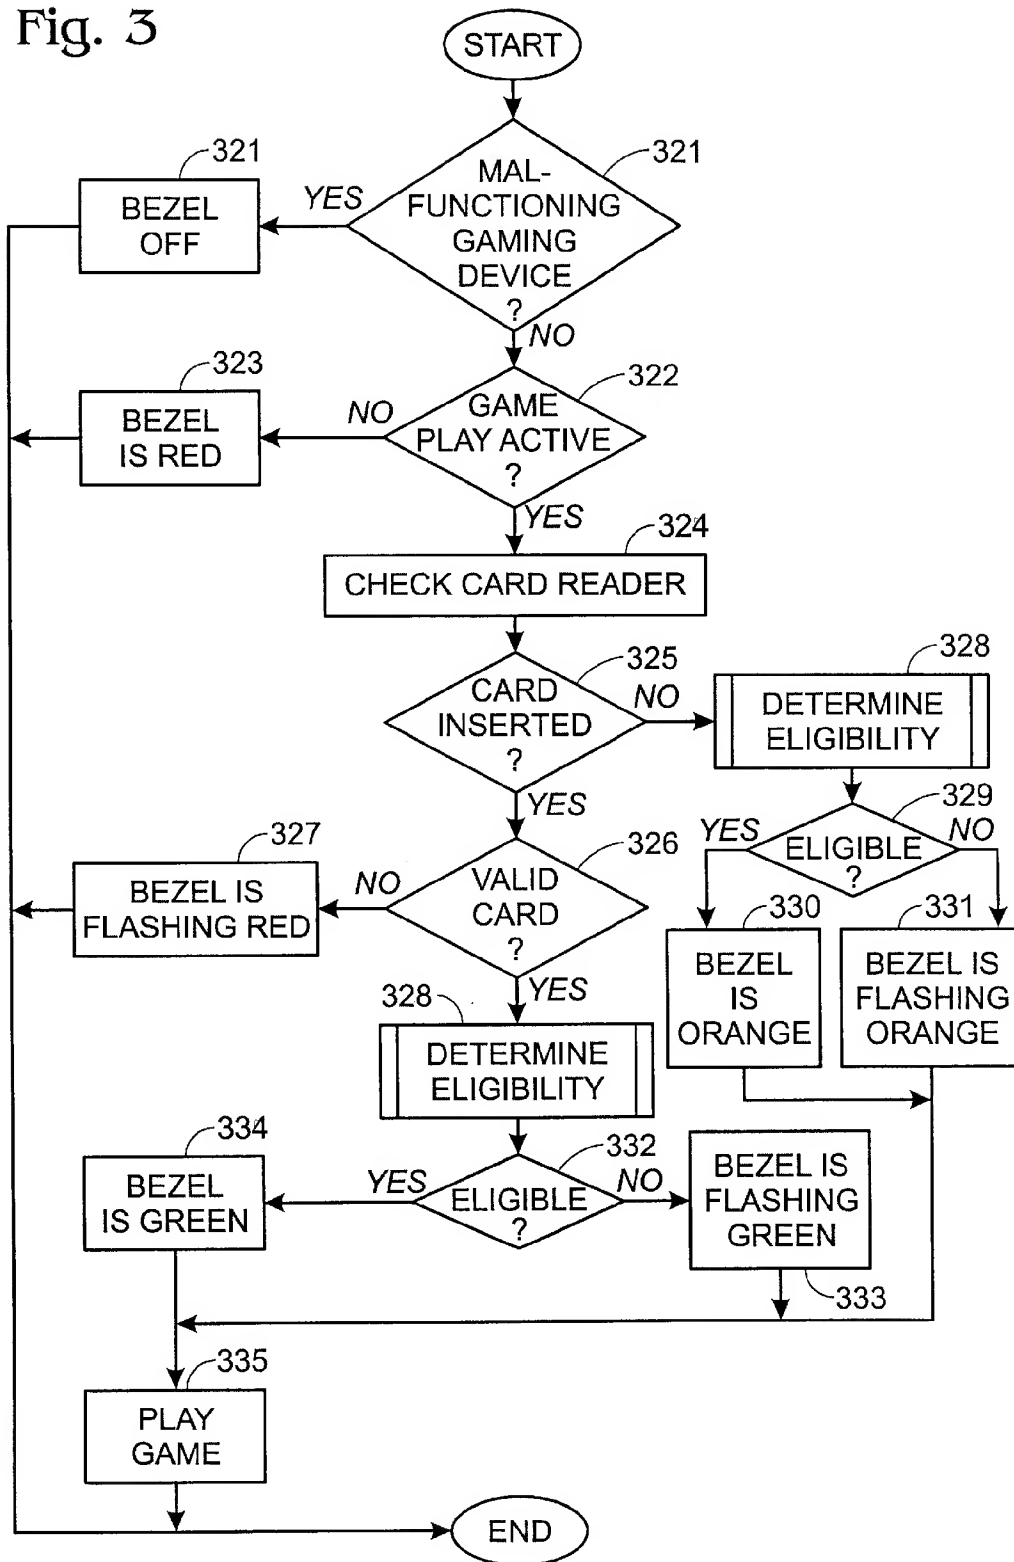 Fig. 3
START
321
MAL-
FUNCTIONING
GAMING
DEVICE
?
YES
321
BEZEL
OFF
NO
322
GAME
PLAY ACTIVE
?
NO
323
BEZEL
IS RED
YES
324
CHECK CARD READER
325
CARD
INSERTED
?
NO
328
DETERMINE
ELIGIBILITY
329
YES
ELIGIBLE
?
NO
330
BEZEL
IS
ORANGE
331
BEZEL IS
FLASHING
ORANGE
YES
326
VALID
CARD
?
NO
327
BEZEL IS
FLASHING RED
YES
328
DETERMINE
ELIGIBILITY
332
ELIGIBLE
?
YES
334
BEZEL
IS GREEN
NO
BEZEL IS
FLASHING
GREEN
333
335
PLAY
GAME
END